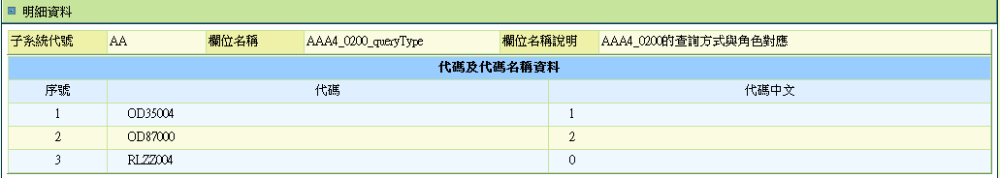 明細資料
子系統代號 AA 欄位名稱 AAA4_0200_queryType 欄位名稱說明 AAA4_0200的查詢方式與角色對應
代碼及代碼名稱資料
序號 代碼 代碼中文
1 OD35004 1
2 OD87000 2
3 RLZZ004 0